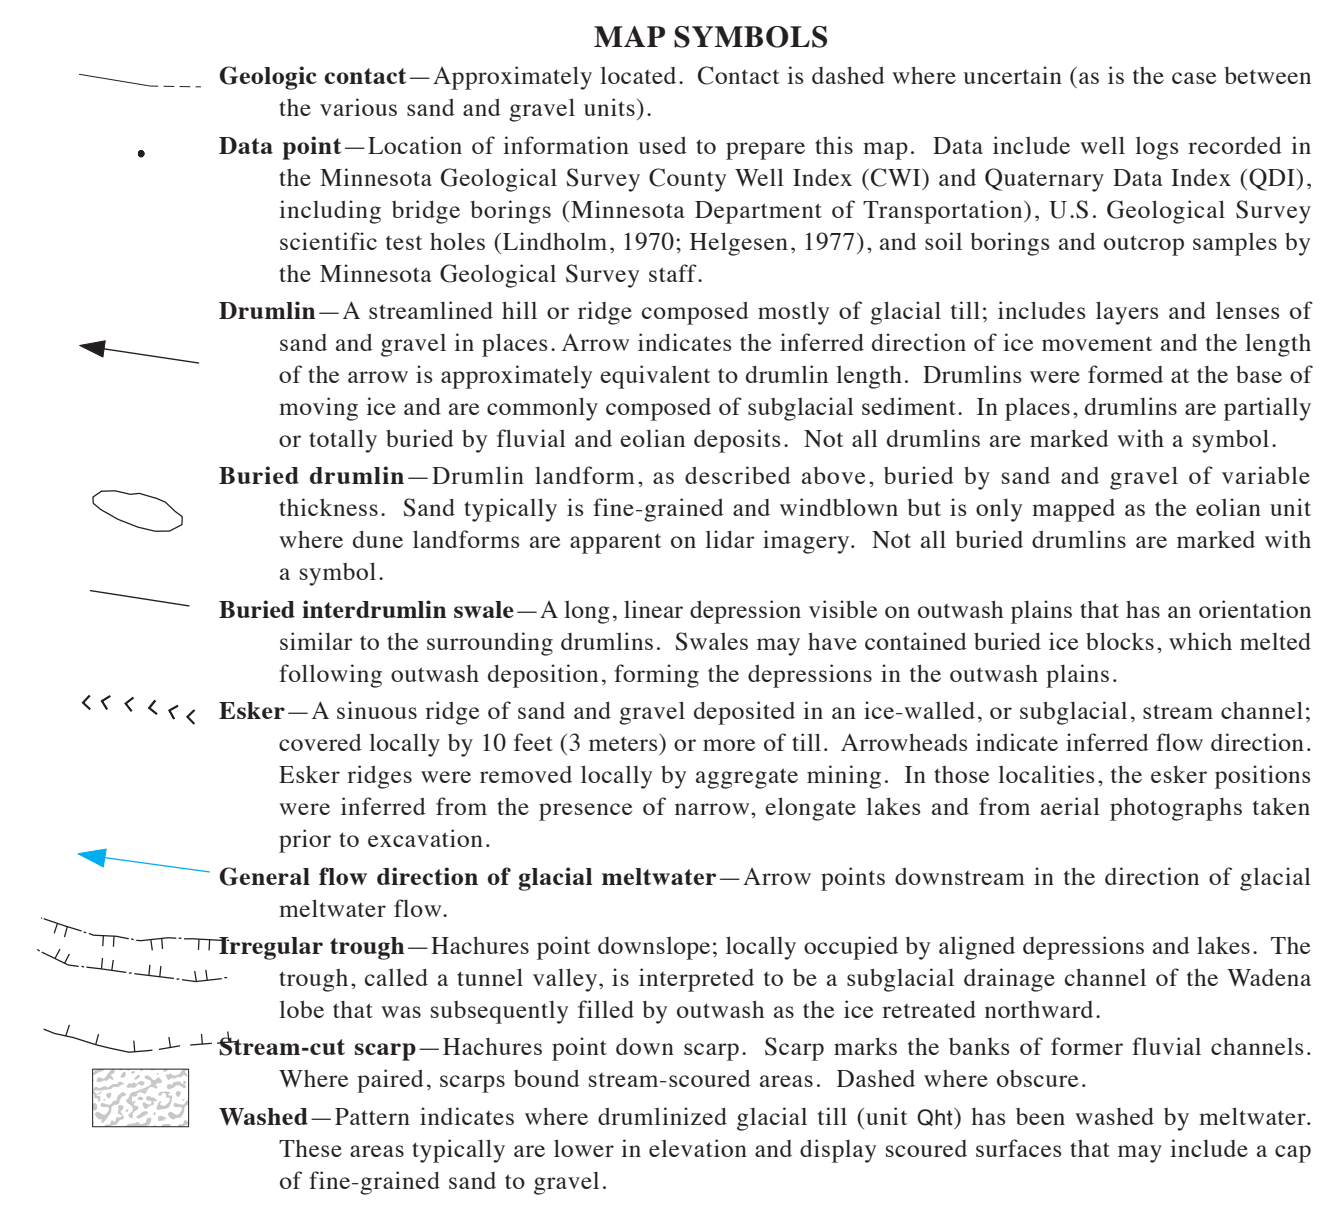 MAP SYMBOLS
Geologic contact—Approximately located. Contact is dashed where uncertain (as is the case between
the various sand and gravel units).
Data point—Location of information used to prepare this map. Data include well logs recorded in
the Minnesota Geological Survey County Well Index (CWI) and Quaternary Data Index (QDI),
including bridge borings (Minnesota Department of Transportation), U.S. Geological Survey
scientific test holes (Lindholm, 1970; Helgesen, 1977), and soil borings and outcrop samples by
the Minnesota Geological Survey staff.
Drumlin—A streamlined hill or ridge composed mostly of glacial till; includes layers and lenses of
sand and gravel in places. Arrow indicates the inferred direction of ice movement and the length
of the arrow is approximately equivalent to drumlin length. Drumlins were formed at the base of
moving ice and are commonly composed of subglacial sediment. In places, drumlins are partially
or totally buried by fluvial and eolian deposits. Not all drumlins are marked with a symbol.
Buried drumlin—Drumlin landform, as described above, buried by sand and gravel of variable
thickness. Sand typically is fine-grained and windblown but is only mapped as the eolian unit
where dune landforms are apparent on lidar imagery. Not all buried drumlins are marked with
a symbol.
Buried interdrumlin swale—A long, linear depression visible on outwash plains that has an orientation
similar to the surrounding drumlins. Swales may have contained buried ice blocks, which melted
following outwash deposition, forming the depressions in the outwash plains.
Esker—A sinuous ridge of sand and gravel deposited in an ice-walled, or subglacial, stream channel;
covered locally by 10 feet (3 meters) or more of till. Arrowheads indicate inferred flow direction.
Esker ridges were removed locally by aggregate mining. In those localities, the esker positions
were inferred from the presence of narrow, elongate lakes and from aerial photographs taken
prior to excavation.
General flow direction of glacial meltwater—Arrow points downstream in the direction of glacial
meltwater flow.
Irregular trough—Hachures point downslope; locally occupied by aligned depressions and lakes. The
trough, called a tunnel valley, is interpreted to be a subglacial drainage channel of the Wadena
lobe that was subsequently filled by outwash as the ice retreated northward.
Stream-cut scarp—Hachures point down scarp. Scarp marks the banks of former fluvial channels.
Where paired, scarps bound stream-scoured areas. Dashed where obscure.
Washed—Pattern indicates where drumlinized glacial till (unit Qht) has been washed by meltwater.
These areas typically are lower in elevation and display scoured surfaces that may include a cap
of fine-grained sand to gravel.